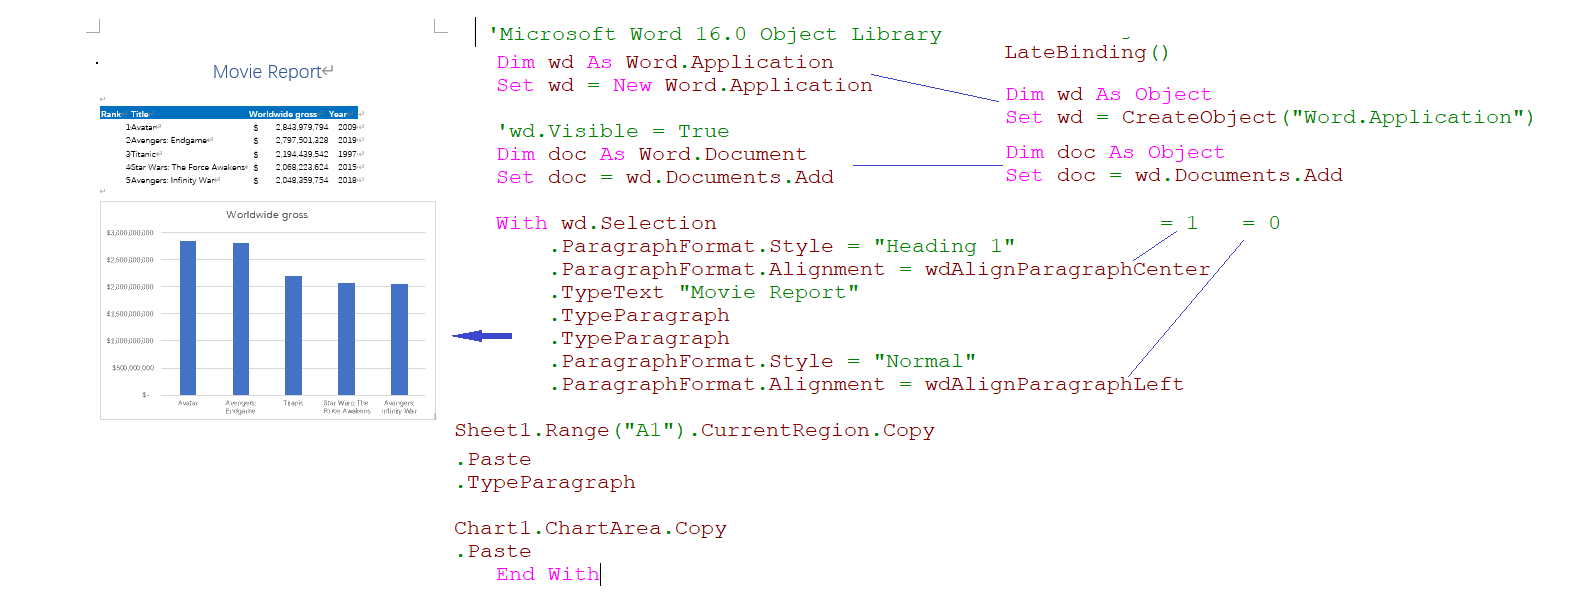 Movie Report
Rank Title Worldwide gross Year
1 Avatar $ 2,843,979,794 2009
2 Avengers: Endgame $ 2,797,501,328 2019
3 Titanic $ 2,194,439,542 1997
4 Star Wars: The Force Awakens $ 2,068,223,624 2015
5 Avengers: Infinity War $ 2,048,359,754 2018
Worldwide gross
$3,000,000,000
$2,500,000,000
$2,000,000,000
$1,500,000,000
$1,000,000,000
$500,000,000
$-
Avatar
Avengers:
Endgame
Titanic
Star Wars: The
Force Awakens
Avengers:
Infinity War
'Microsoft Word 16.0 Object Library
Dim wd As Word.Application
Set wd = New Word.Application
'wd.Visible = True
Dim doc As Word.Document
Set doc = wd.Documents.Add
With wd.Selection
.ParagraphFormat.Style = "Heading 1"
.ParagraphFormat.Alignment = wdAlignParagraphCenter
.TypeText "Movie Report"
.TypeParagraph
.TypeParagraph
.ParagraphFormat.Style = "Normal"
.ParagraphFormat.Alignment = wdAlignParagraphLeft
Sheet1.Range("A1").CurrentRegion.Copy
.Paste
.TypeParagraph
Chart1.ChartArea.Copy
.Paste
End With
LateBinding()
Dim wd As Object
Set wd = CreateObject("Word.Application")
Dim doc As Object
Set doc = wd.Documents.Add
= 1 = 0